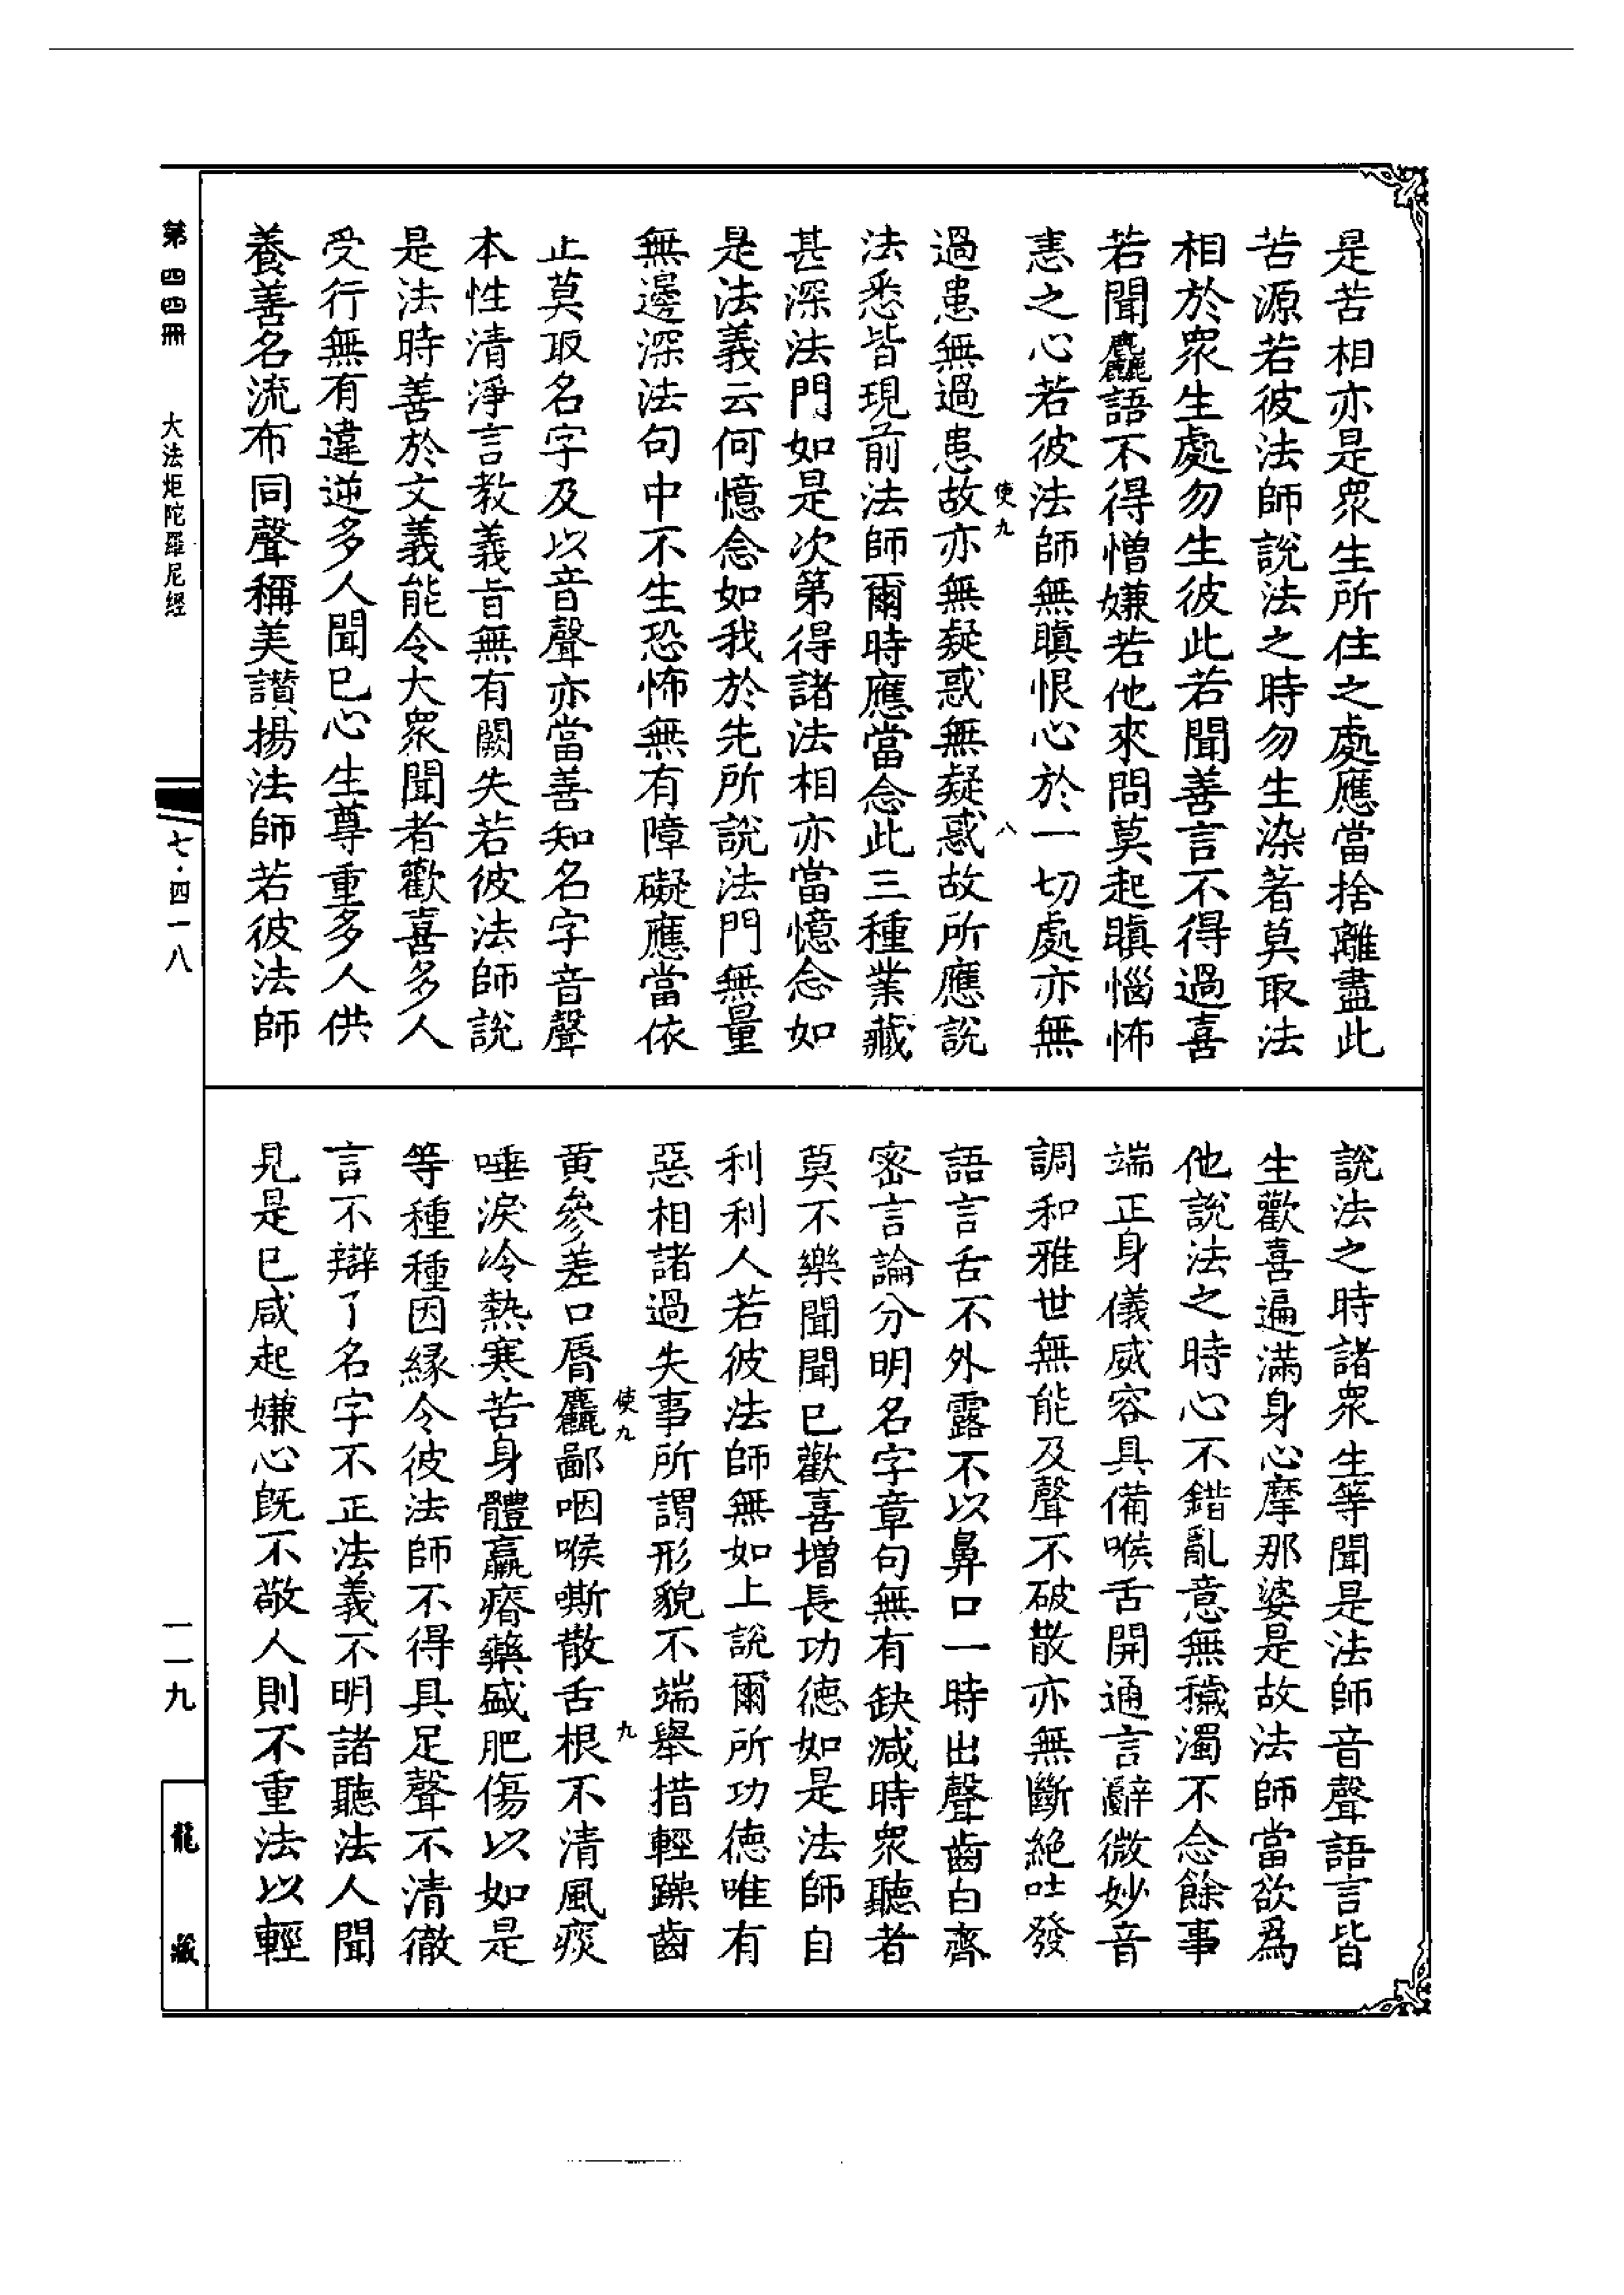 是苦相亦是衆生所住之處應當捨離盡此
苦源若彼法師說法之時勿生染著莫取法
相於衆生處勿生彼此若聞善言不得過喜
若聞麤語不得憎嫌若他來問莫起瞋惱怖
恚之心若彼法師無瞋恨心於一切處亦無
使九
八
過患無過患故亦無疑惑無疑惑故所應說
法悉皆現前法師爾時應當念此三種業藏
甚深法門如是次第得諸法相亦當憶念如
是法義云何憶念如我於先所說法門無量
無邊深法句中不生恐怖無有障礙應當依
止莫取名字及以音聲亦當善知名字音聲
本性清淨言教義旨無有闕失若彼法師說
是法時善於文義能令大衆聞者歡喜多人
受行無有違逆多人聞已心生尊重多人供
養善名流布同聲稱美讚揚法師若彼法師
說法之時諸衆生等聞是法師音聲語言皆
生歡喜遍滿身心摩那婆是故法師當欲爲
他說法之時心不錯亂意無穢濁不念餘事
端正身儀威容具備喉舌開通言辭微妙音
調和雅世無能及聲不破散亦無斷絕吐發
語言舌不外露不以鼻口一時出聲齒白齊
密言論分明名字章句無有缺減時衆聽者
莫不樂聞聞已歡喜增長功德如是法師自
利利人若彼法師無如上說爾所功德唯有
惡相諸過失事所謂形貌不端舉措輕躁齒
使九
九
黃參差口脣麤鄙咽喉嘶散舌根不清風痰
唾淚冷熱寒苦身體羸瘠藥盛肥傷以如是
等種種因緣令彼法師不得具足聲不清徹
言不辯了名字不正法義不明諸聽法人聞
見是已咸起嫌心旣不敬人則不重法以輕
第四四冊 大法炬陀羅尼經
七·四一八
一一九
龍藏